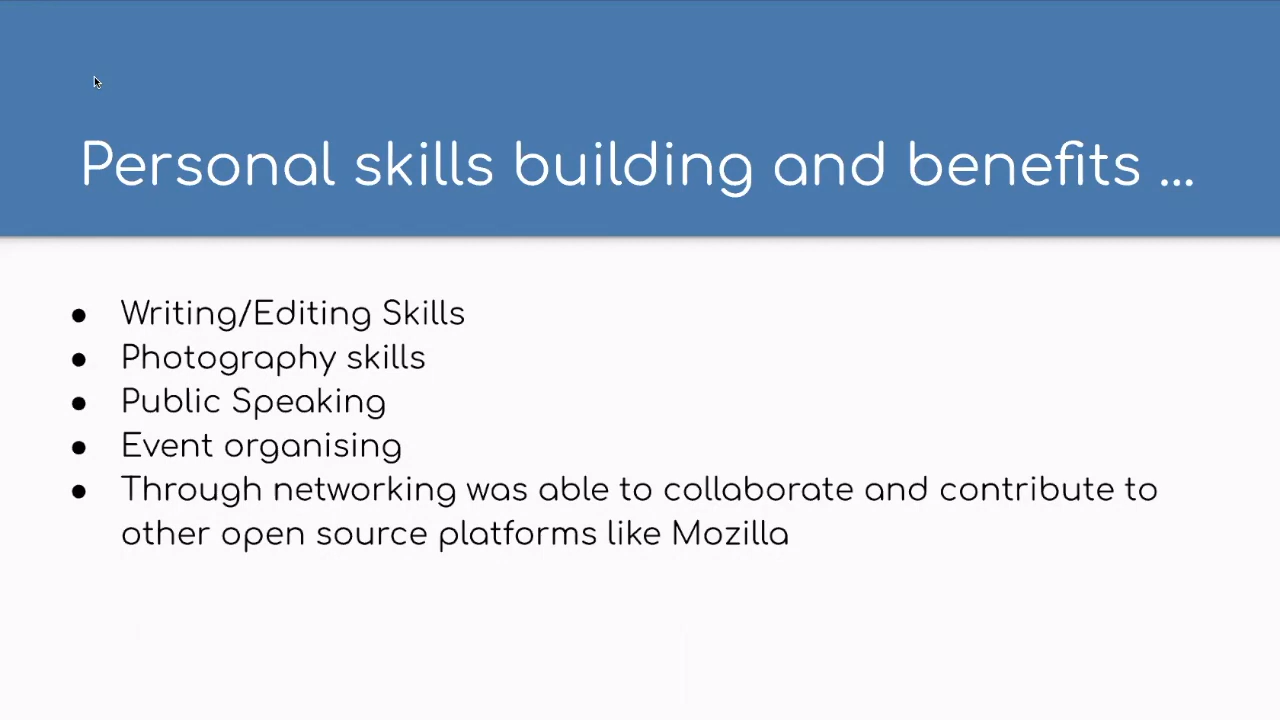 Personal skills building and benefits ...
● Writing/Editing Skills
● Photography skills
● Public Speaking
● Event organising
● Through networking was able to collaborate and contribute to
other open source platforms like Mozilla